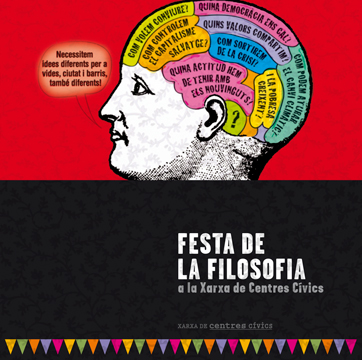 COM VOLEM CONVIURE?
QUINA DEMOCRÀCIA ENS CAL?
COM CONTROLEM
EL CAPITALISME
SALVATGE?
QUINS VALORS COMPARTIM?
COM SORTIREM
DE LA CRISI?
QUINA ACTITUD HEM
DE TENIR AMB
ELS NOUVINGUTS?
I LA POBRESA
CREIXENT?
COM PODEM ATURAR
EL CANVI CLIMÀTIC?
?
Necessitem
idees diferents per a
vides, ciutat i barris,
també diferents!
FESTA DE
LA FILOSOFIA
a la Xarxa de Centres Cívics
XARXA DE centres cívics